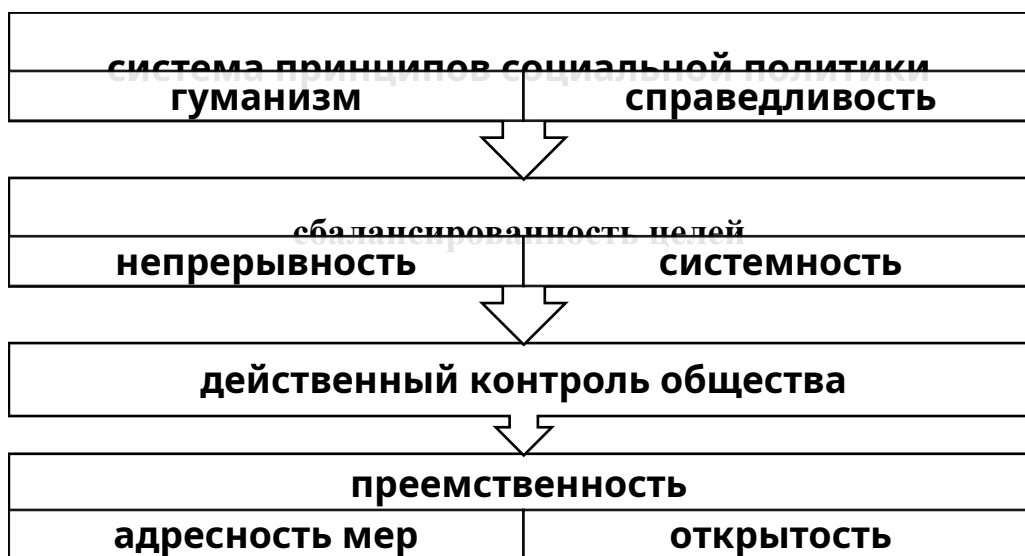 система принципов социальной политики
гуманизм
справедливость
сбалансированность целей
непрерывность
системность
действенный контроль общества
преемственность
адресность мер
открытость